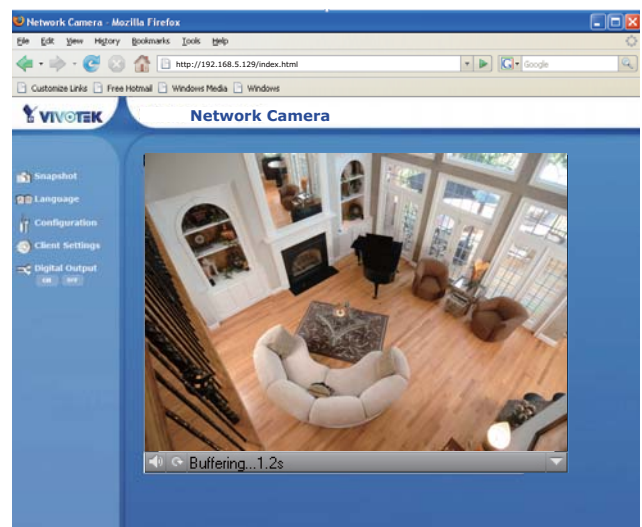 Network Camera - Mozilla Firefox
File Edit View History Bookmarks Tools Help
http://192.168.5.129/index.html
G Google
Customize Links Free Hotmail Windows Media Windows
VIVOTEK Network Camera
Snapshot
Language
Configuration
Client Settings
Digital Output
ON OFF
Buffering...1.2s